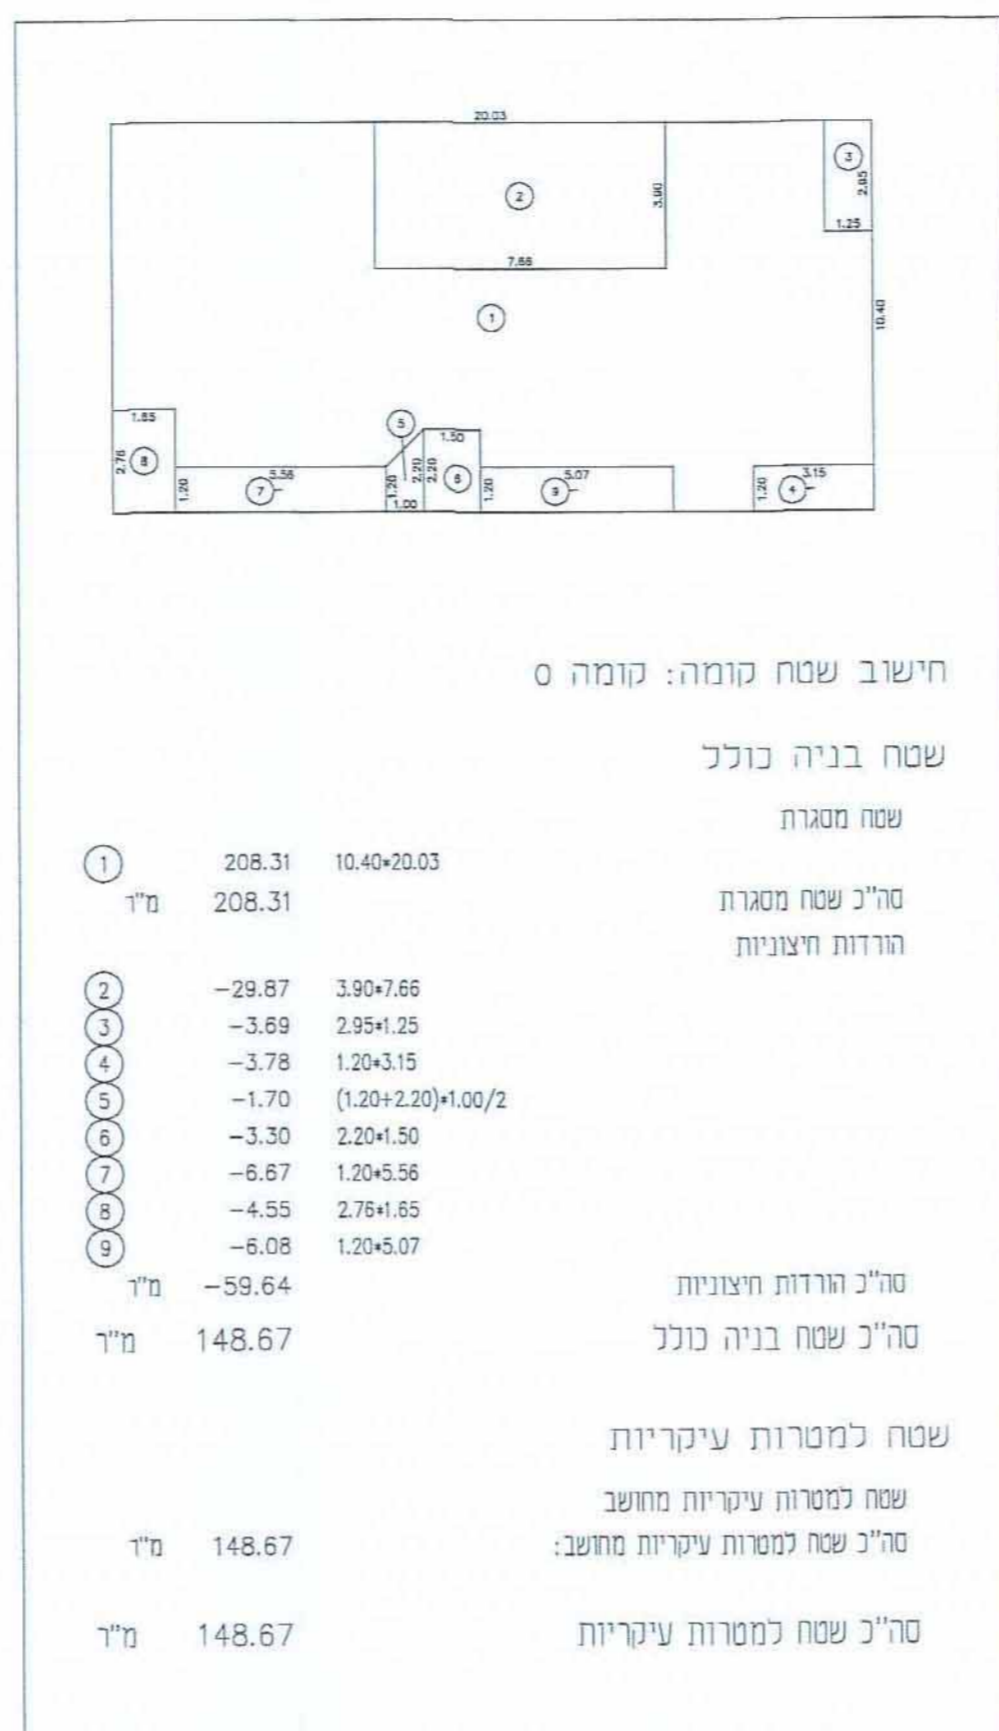 20.03
3
2
3.90
2.95
1.25
7.66
1
10.40
1.65
5
1.50
2.76
8
5.56
2.20
2.20
6
5.07
3.15
1.20
7
1.20
1.20
9
1.20
4
1.00
חישוב שטח קומה: קומה 0
שטח בניה כולל
שטח מסגרת
1 208.31 10.40*20.03
סה"כ שטח מסגרת 208.31 מ"ר
הורדות חיצוניות
2 -29.87 3.90*7.66
3 -3.69 2.95*1.25
4 -3.78 1.20*3.15
5 -1.70 (1.20+2.20)*1.00/2
6 -3.30 2.20*1.50
7 -6.67 1.20*5.56
8 -4.55 2.76*1.65
9 -6.08 1.20*5.07
סה"כ הורדות חיצוניות -59.64 מ"ר
סה"כ שטח בניה כולל 148.67 מ"ר
שטח למטרות עיקריות
שטח למטרות עיקריות מחושב
סה"כ שטח למטרות עיקריות מחושב: 148.67 מ"ר
סה"כ שטח למטרות עיקריות 148.67 מ"ר